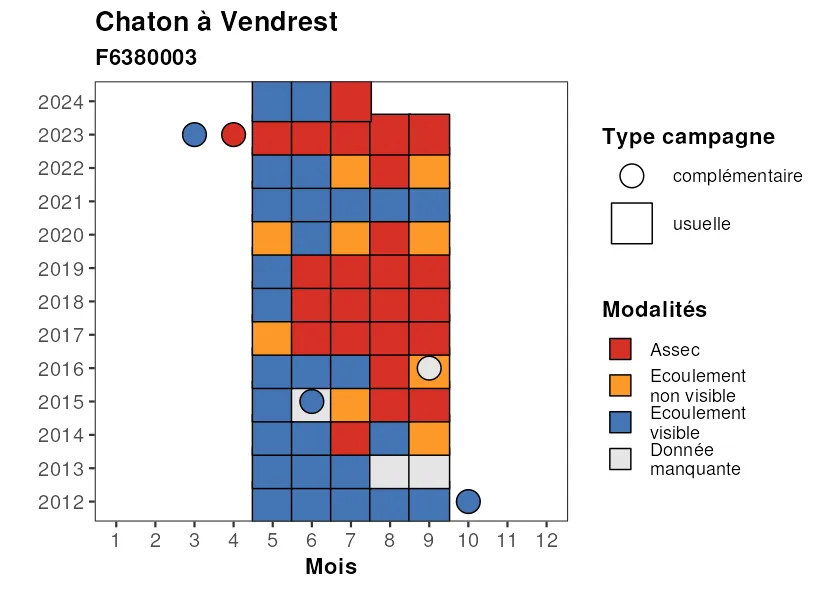 Chaton à Vendrest
F6380003
2024
2023
2022
2021
2020
2019
2018
2017
2016
2015
2014
2013
2012
1 2 3 4 5 6 7 8 9 10 11 12
Mois
Type campagne
complémentaire
usuelle
Modalités
Assec
Ecoulement
non visible
Ecoulement
visible
Donnée
manquante